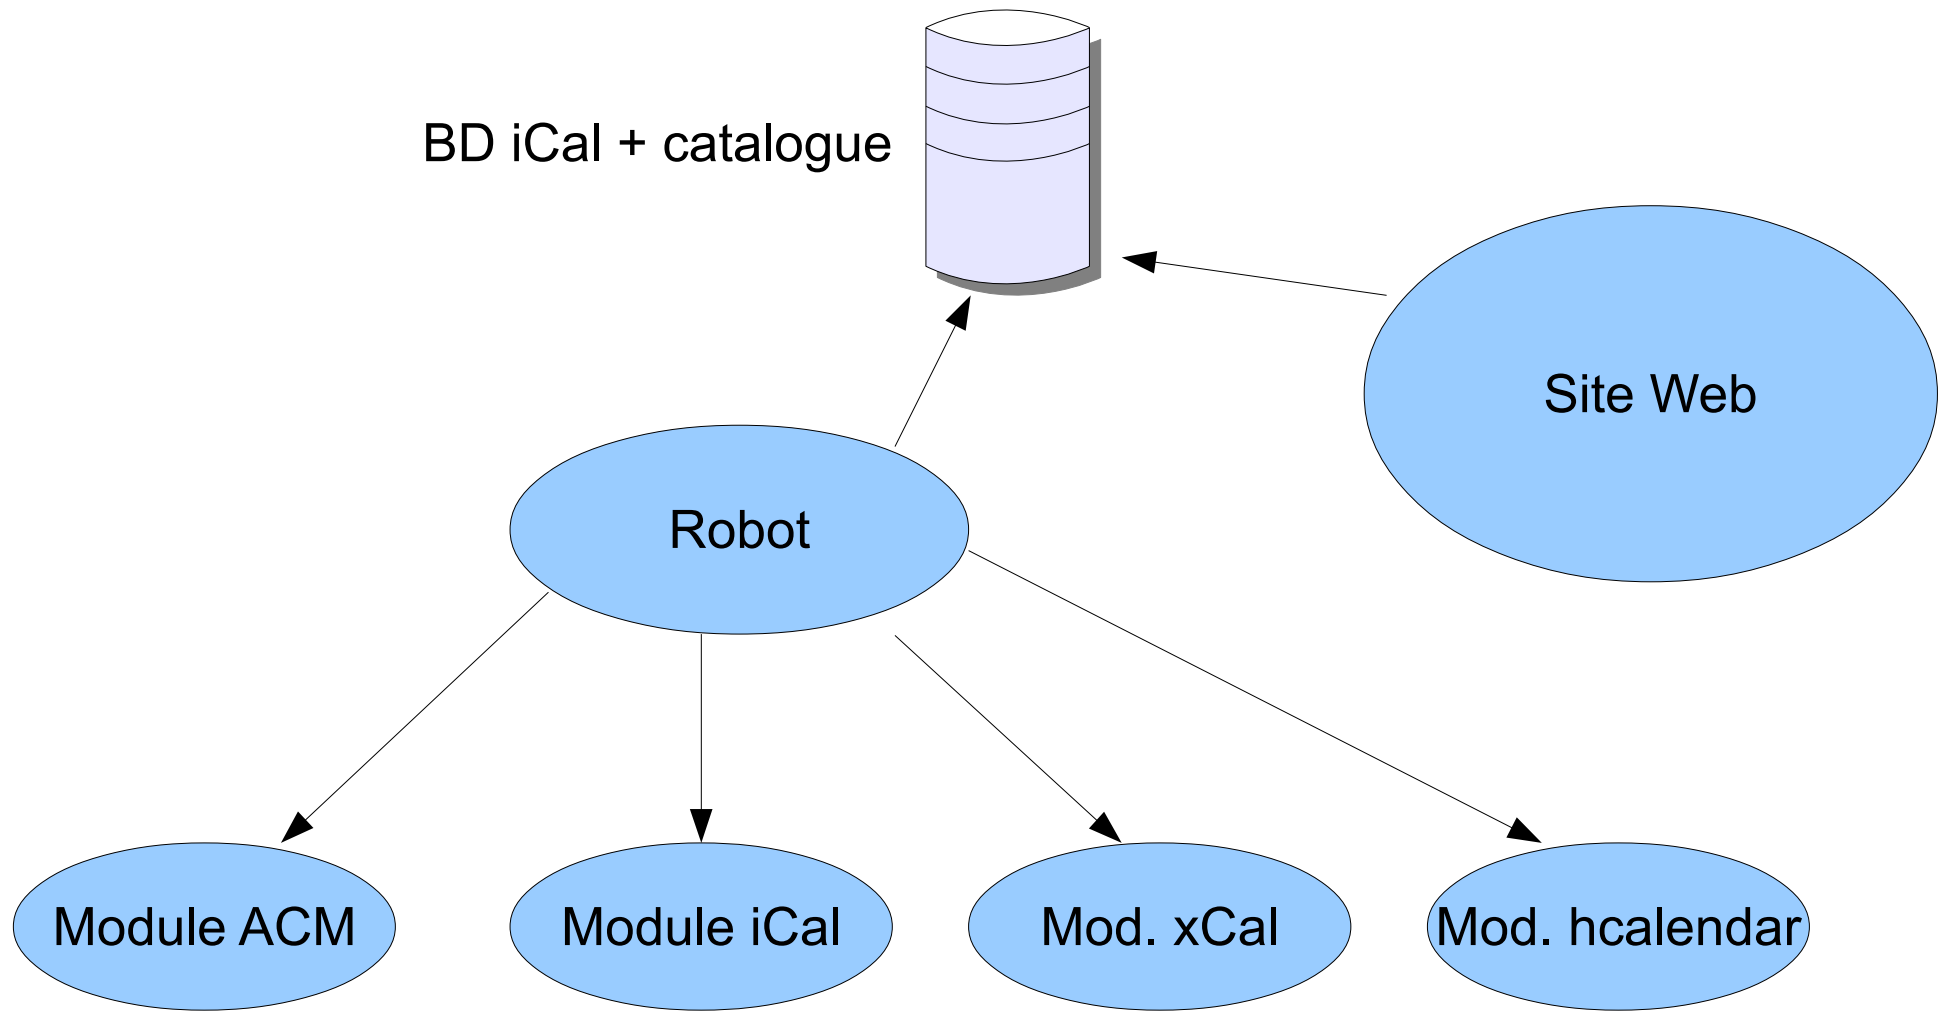 BD iCal + catalogue
Site Web
Robot
Module ACM
Module iCal
Mod. xCal
Mod. hcalendar